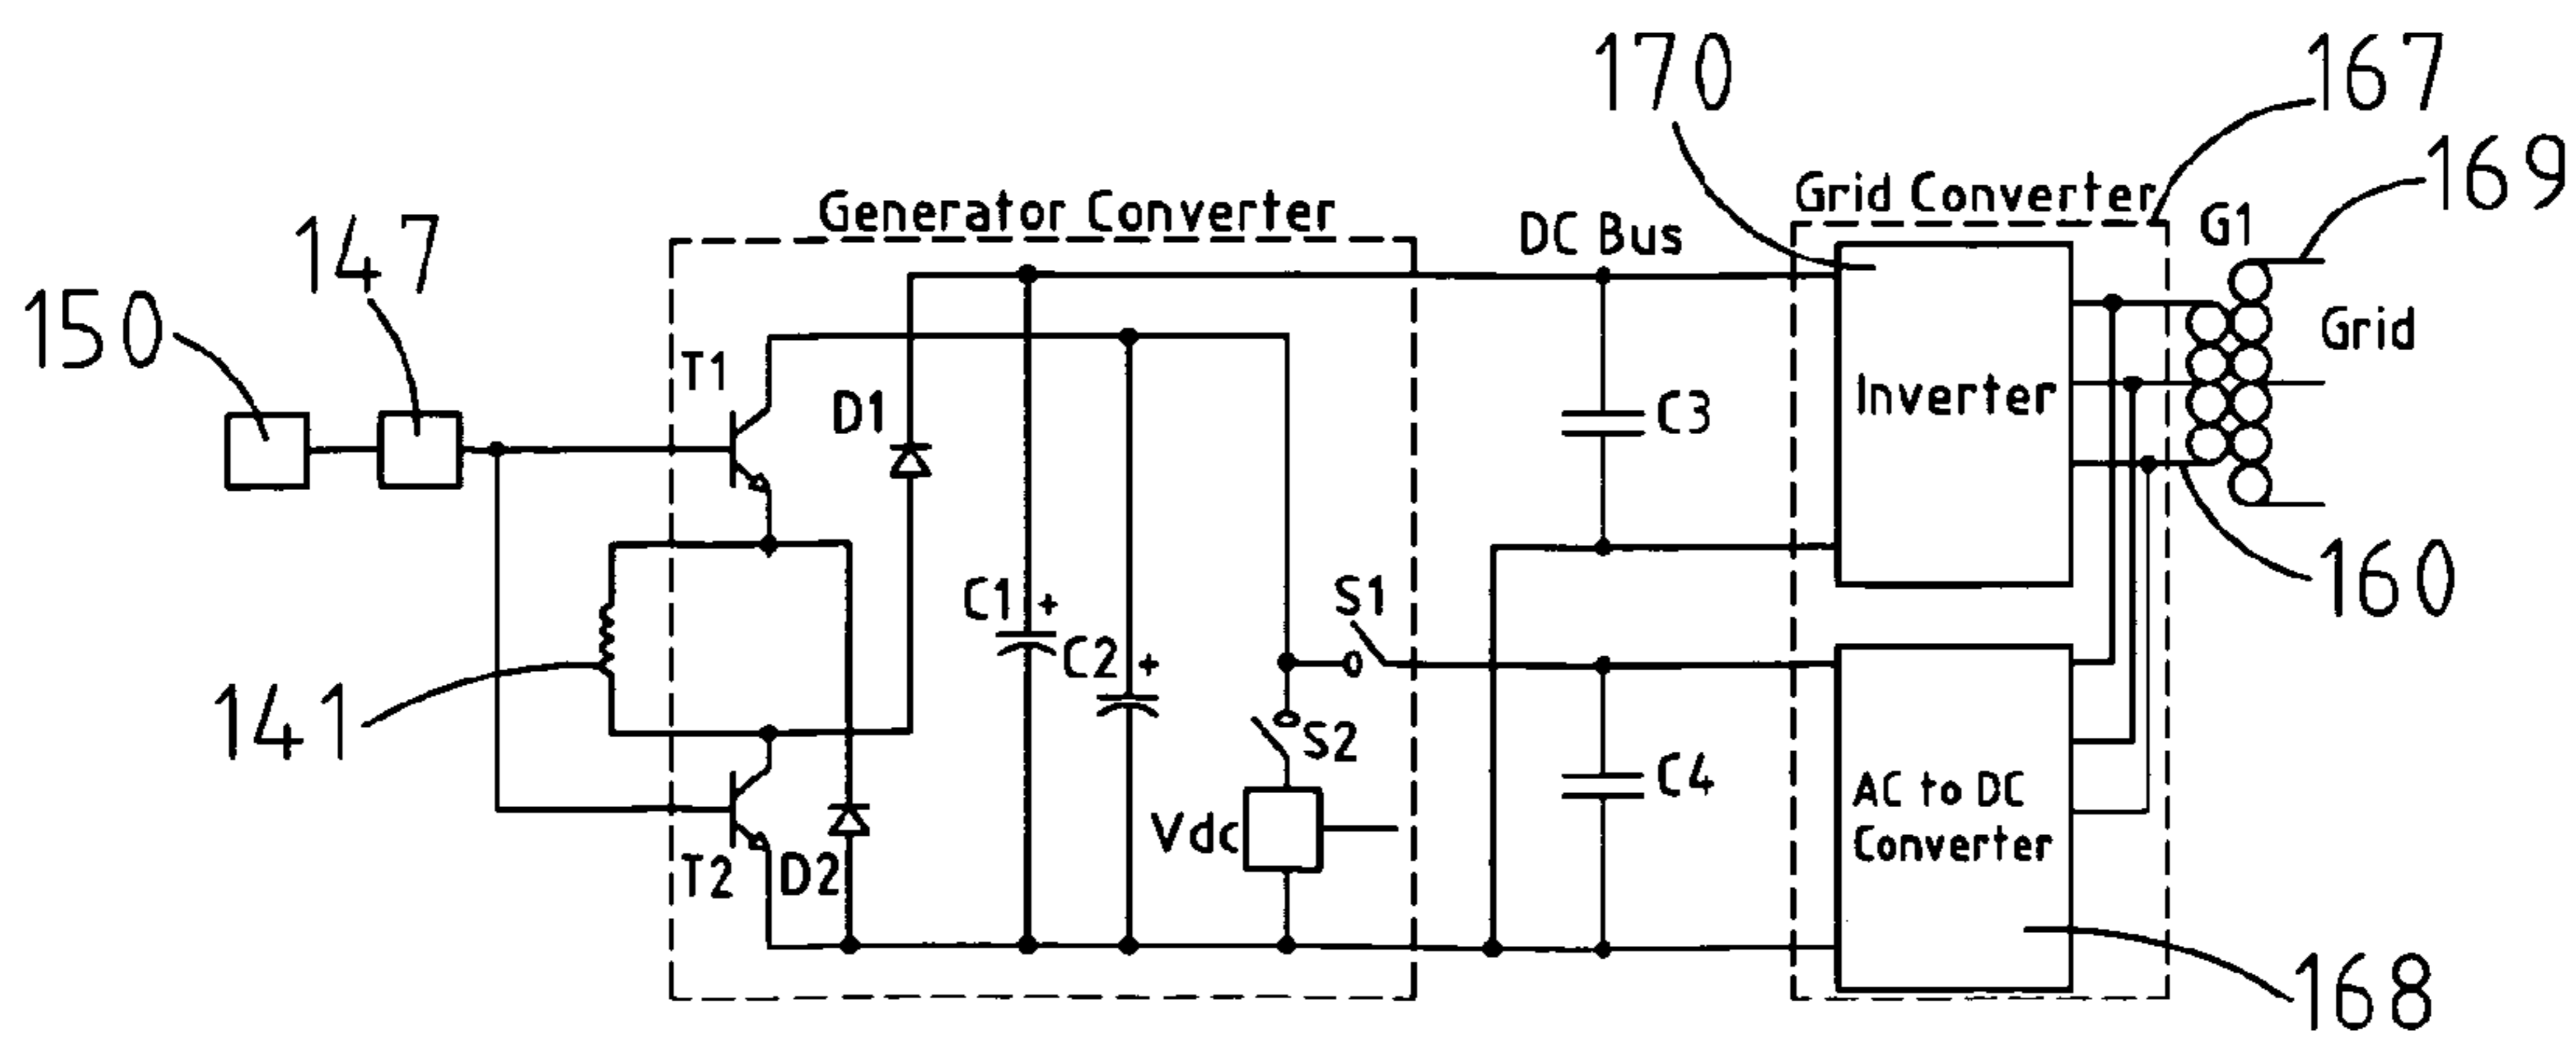 170
167
169
Generator Converter
DC Bus
Grid Converter
G1
147
150
T1
D1
C3
Inverter
Grid
C1 +
C2 +
S1
160
141
S2
C4
Vdc
AC to DC
Converter
T2
D2
168